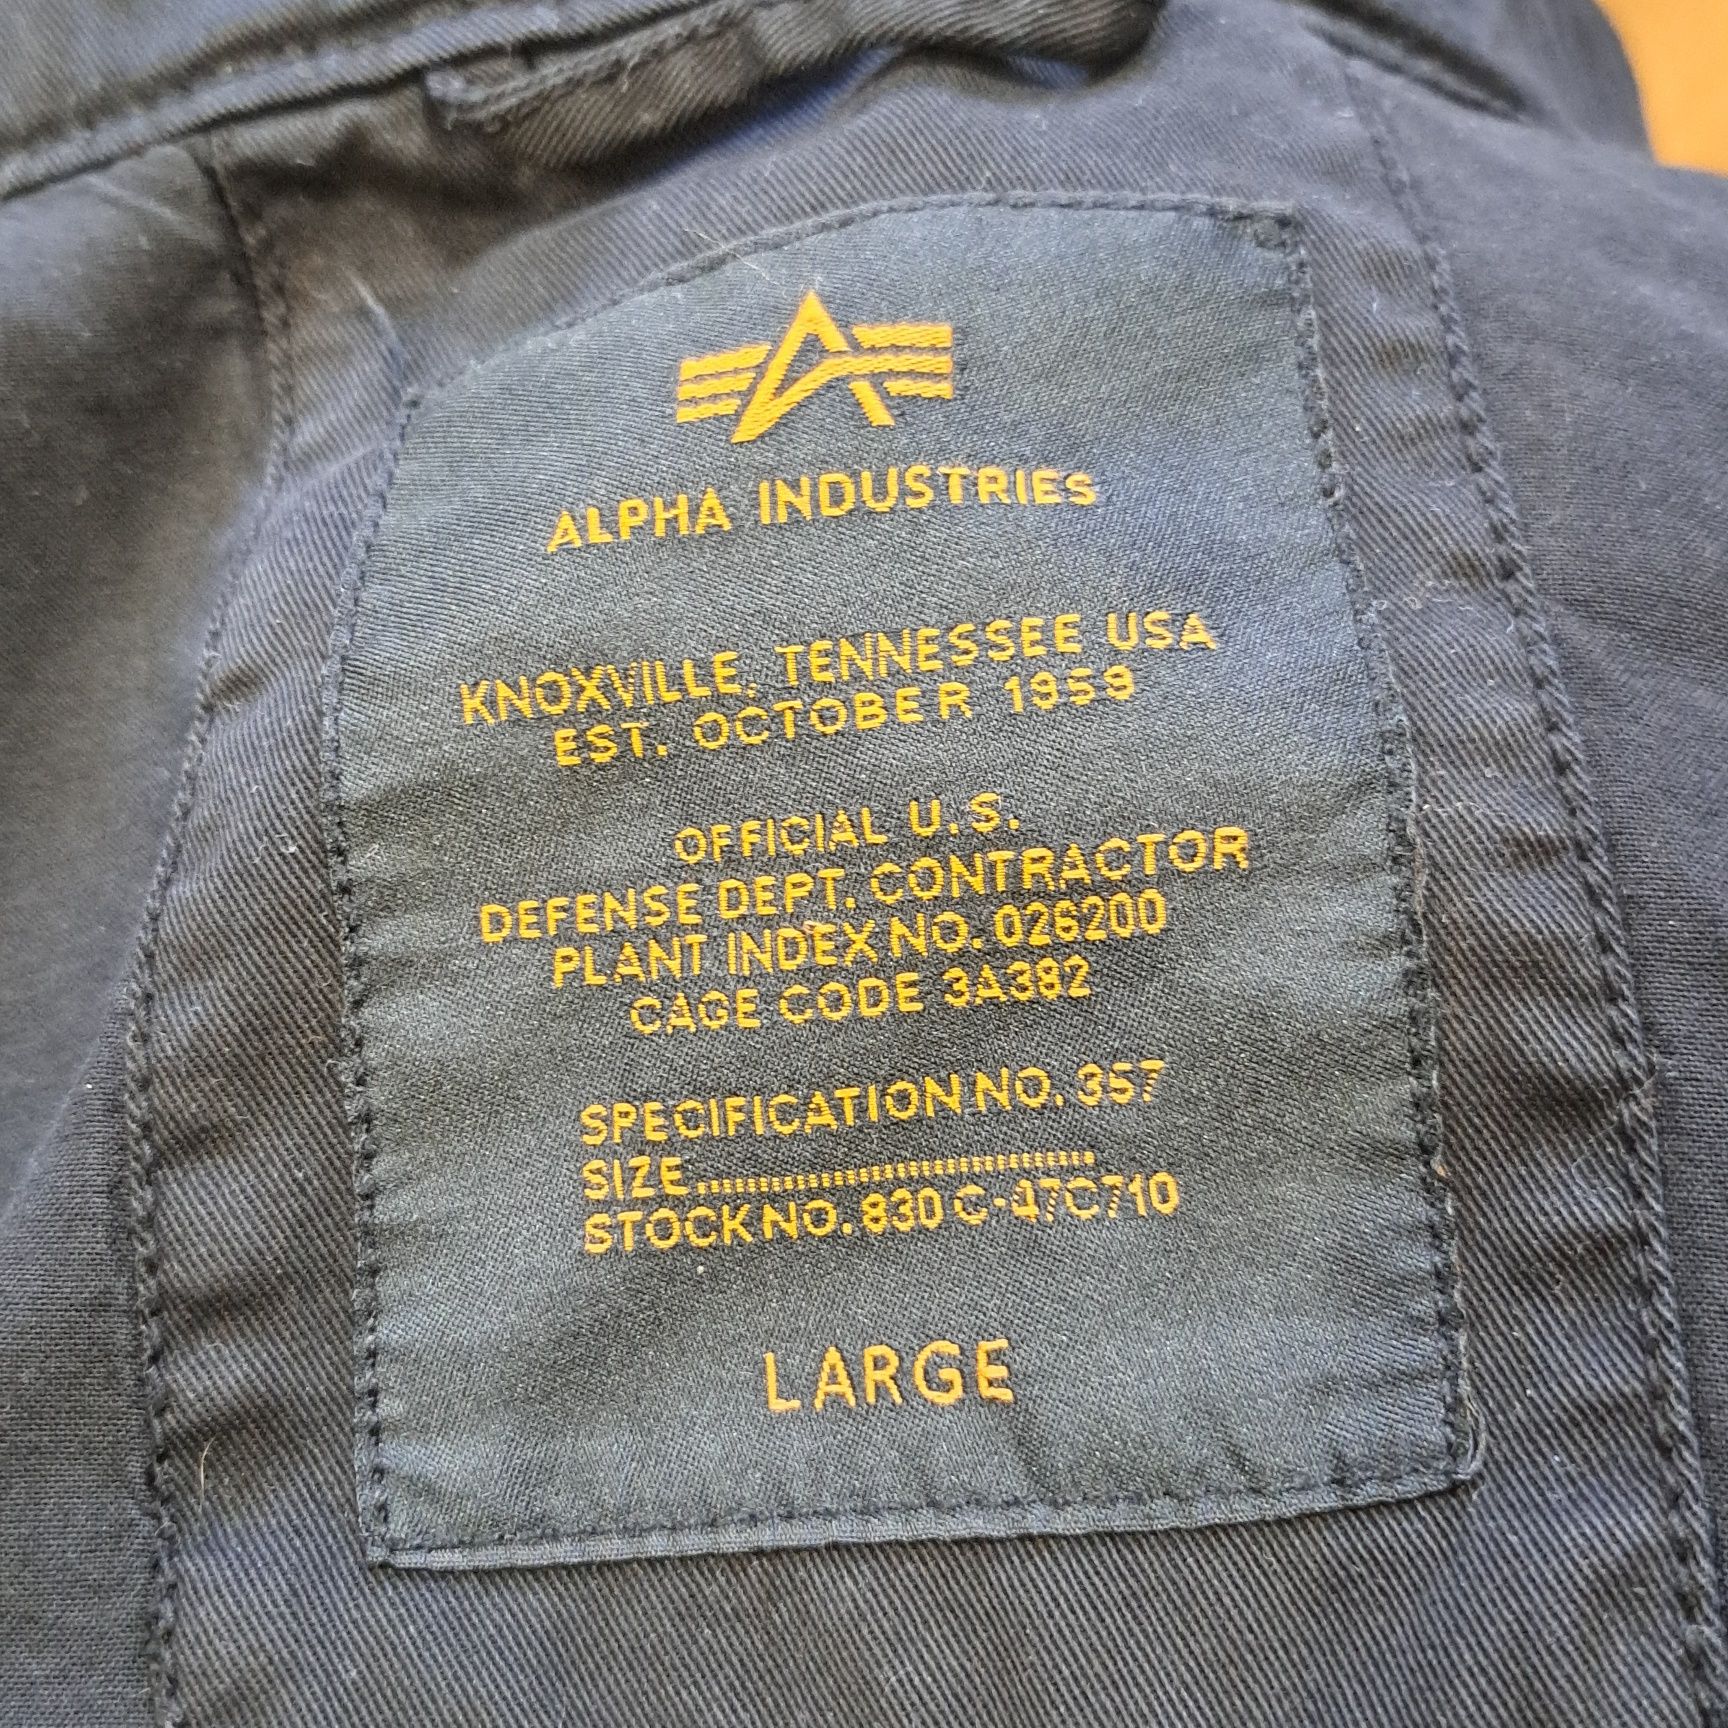 ALPHA INDUSTRIES
KNOXVILLE, TENNESSEE USA
EST. OCTOBER 1959
OFFICIAL U.S.
DEFENSE DEPT. CONTRACTOR
PLANT INDEX NO. 026200
CAGE CODE 3A382
SPECIFICATION NO. 357
SIZE.................................
STOCK NO. 830 C-47C710
LARGE